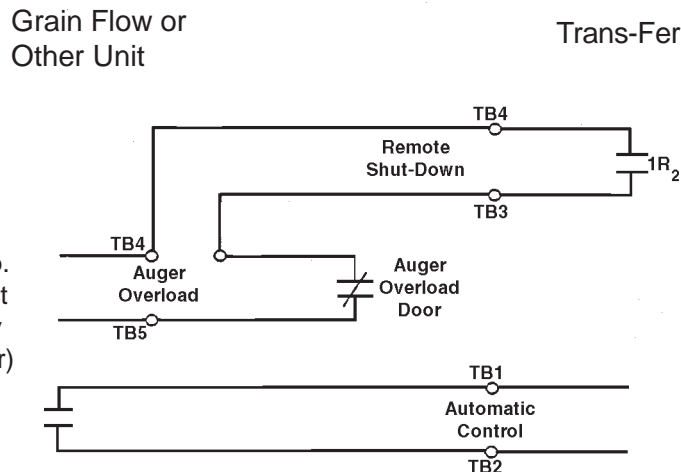 Grain Flow or
Other Unit
Trans-Fer
TB4
Remote
Shut-Down
1R2
TB3
TB4
Auger
Overload
Auger
Overload
Door
TB5
r)
TB1
Automatic
Control
TB2